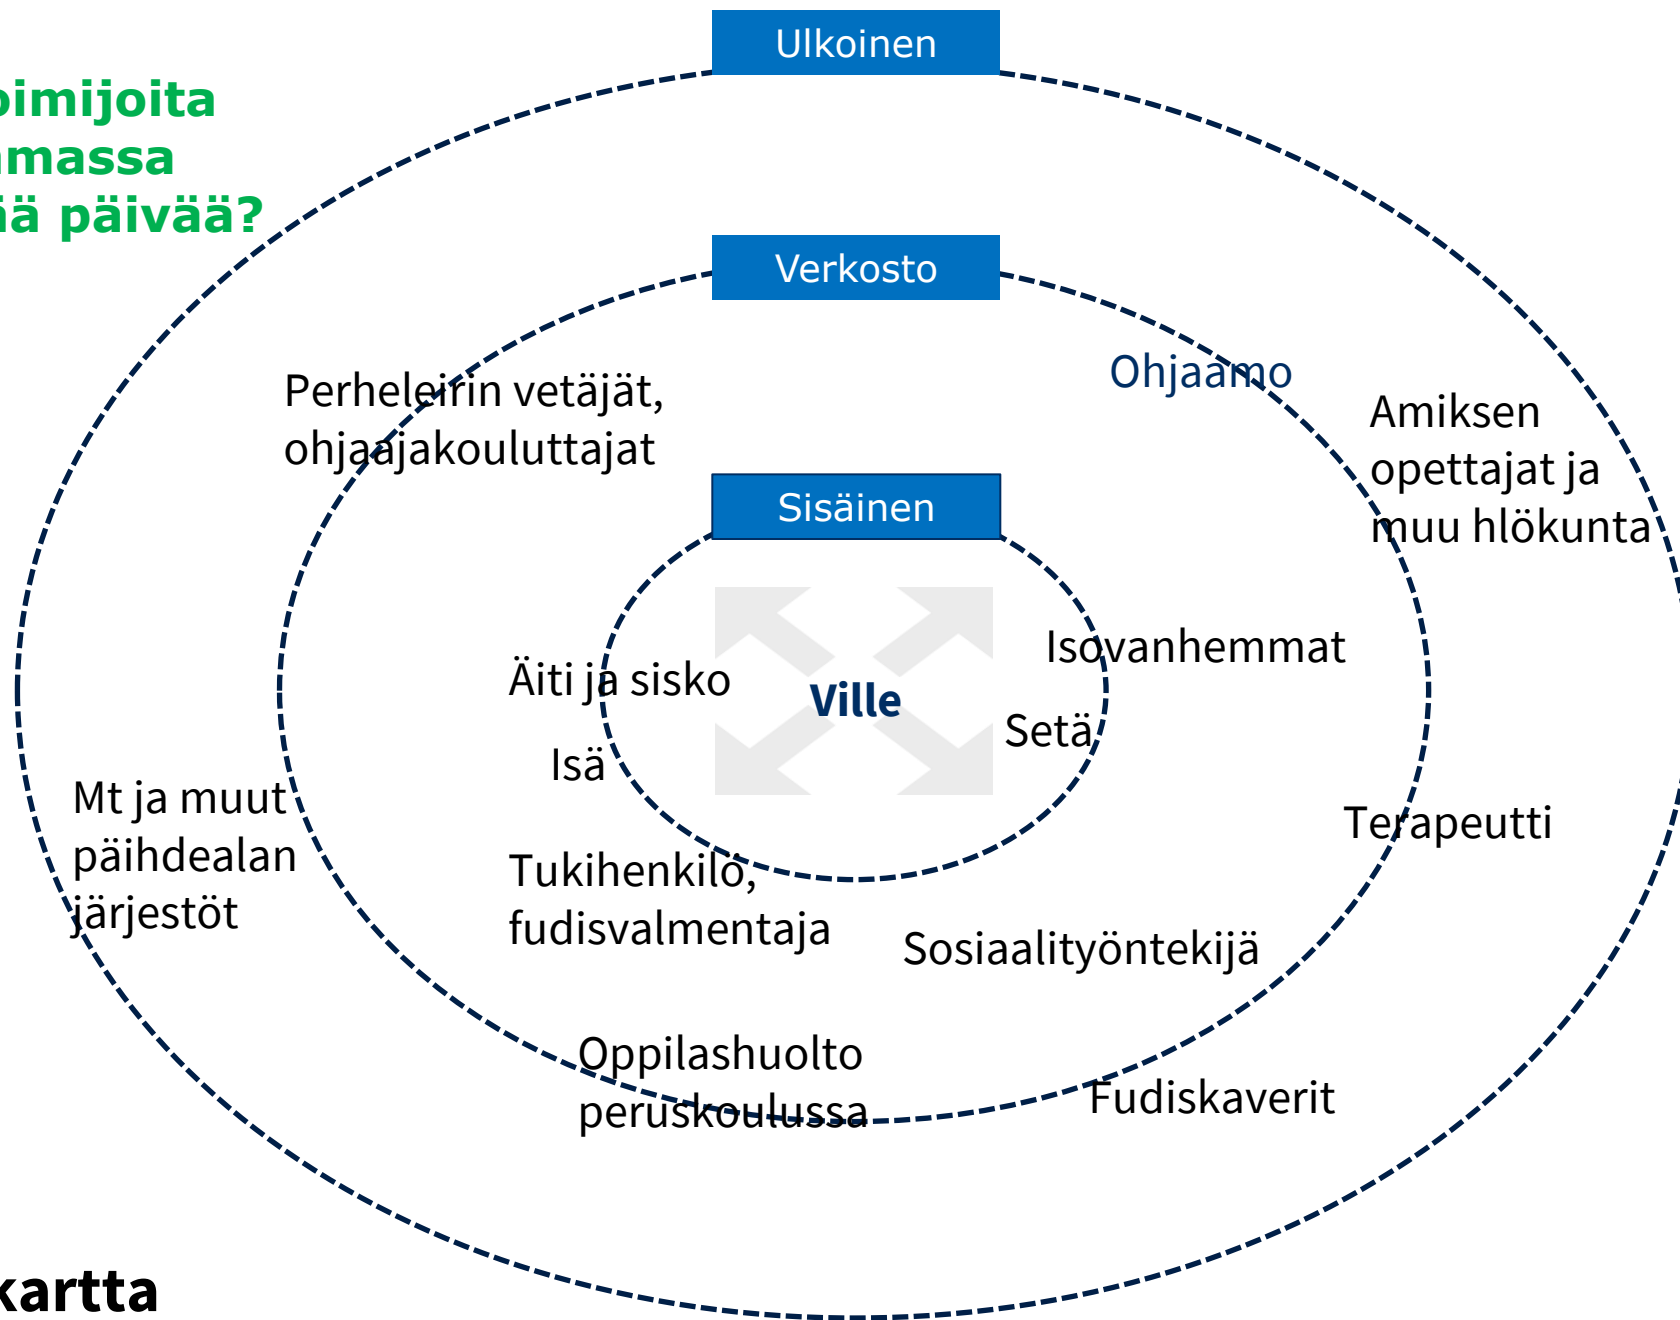 Ulkoinen
oimijoita
massa
ää päivää?
Verkosto
Ohjaamo
Perheleirin vetäjät,
ohjaajakouluttajat
Amiksen
opettajat ja
muu hlökunta
Sisäinen
Isovanhemmat
Äiti ja sisko
Ville
Setä
Isä
Mt ja muut
päihdealan
järjestöt
Terapeutti
Tukihenkilö,
fudisvalmentaja
Sosiaalityöntekijä
Oppilashuolto
peruskoulussa
Fudiskaverit
kartta